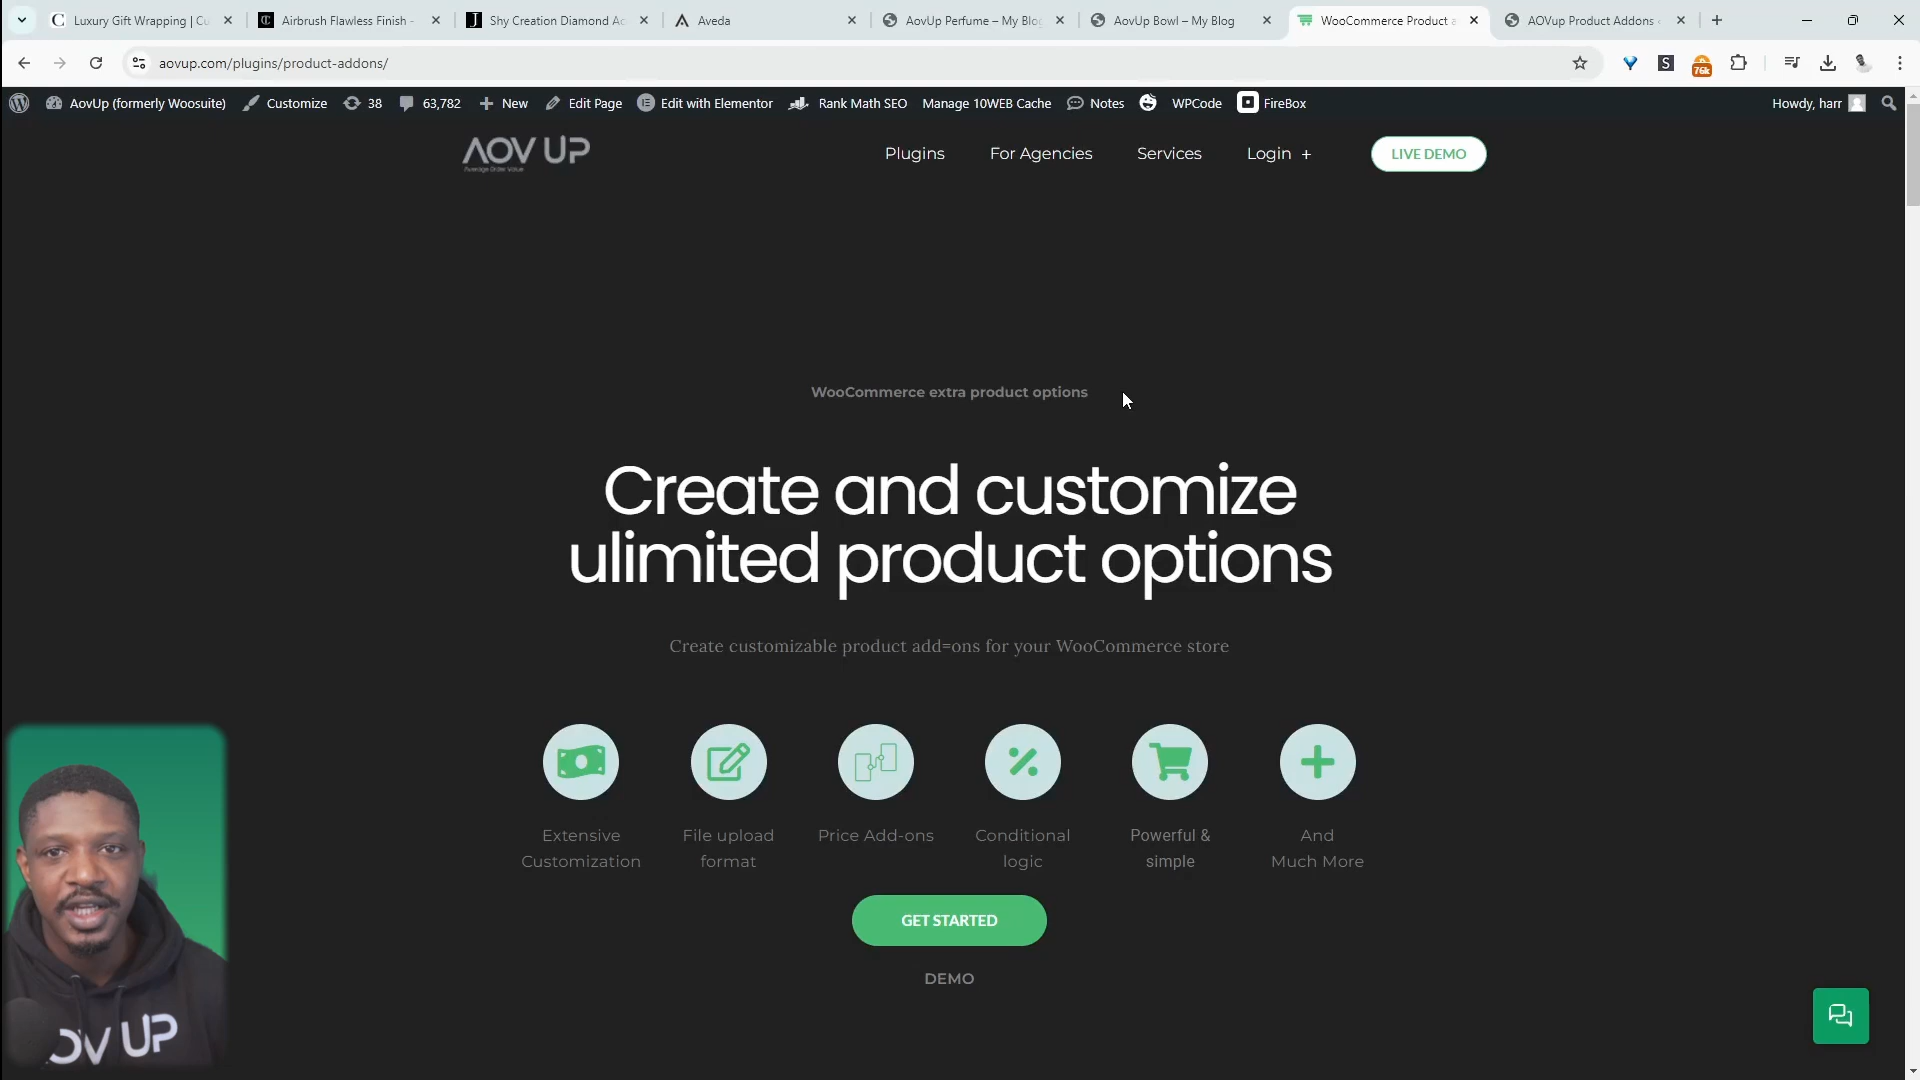 Luxury Gift Wrapping | Cu
Airbrush Flawless Finish -
Shy Creation Diamond Ac
Aveda
AovUp Perfume – My Blog
AovUp Bowl – My Blog
WooCommerce Product a
AOVup Product Addons ‹
aovup.com/plugins/product-addons/
76k
AovUp (formerly Woosuite)
Customize
38
63,782
New
Edit Page
Edit with Elementor
Rank Math SEO
Manage 10WEB Cache
Notes
WPCode
FireBox
Howdy, harr
AOV UP
Average Order Value
Plugins
For Agencies
Services
Login +
LIVE DEMO
WooCommerce extra product options
Create and customize
ulimited product options
Create customizable product add=ons for your WooCommerce store
Extensive
Customization
File upload
format
Price Add-ons
Conditional
logic
Powerful &
simple
And
Much More
GET STARTED
DEMO
OV UP